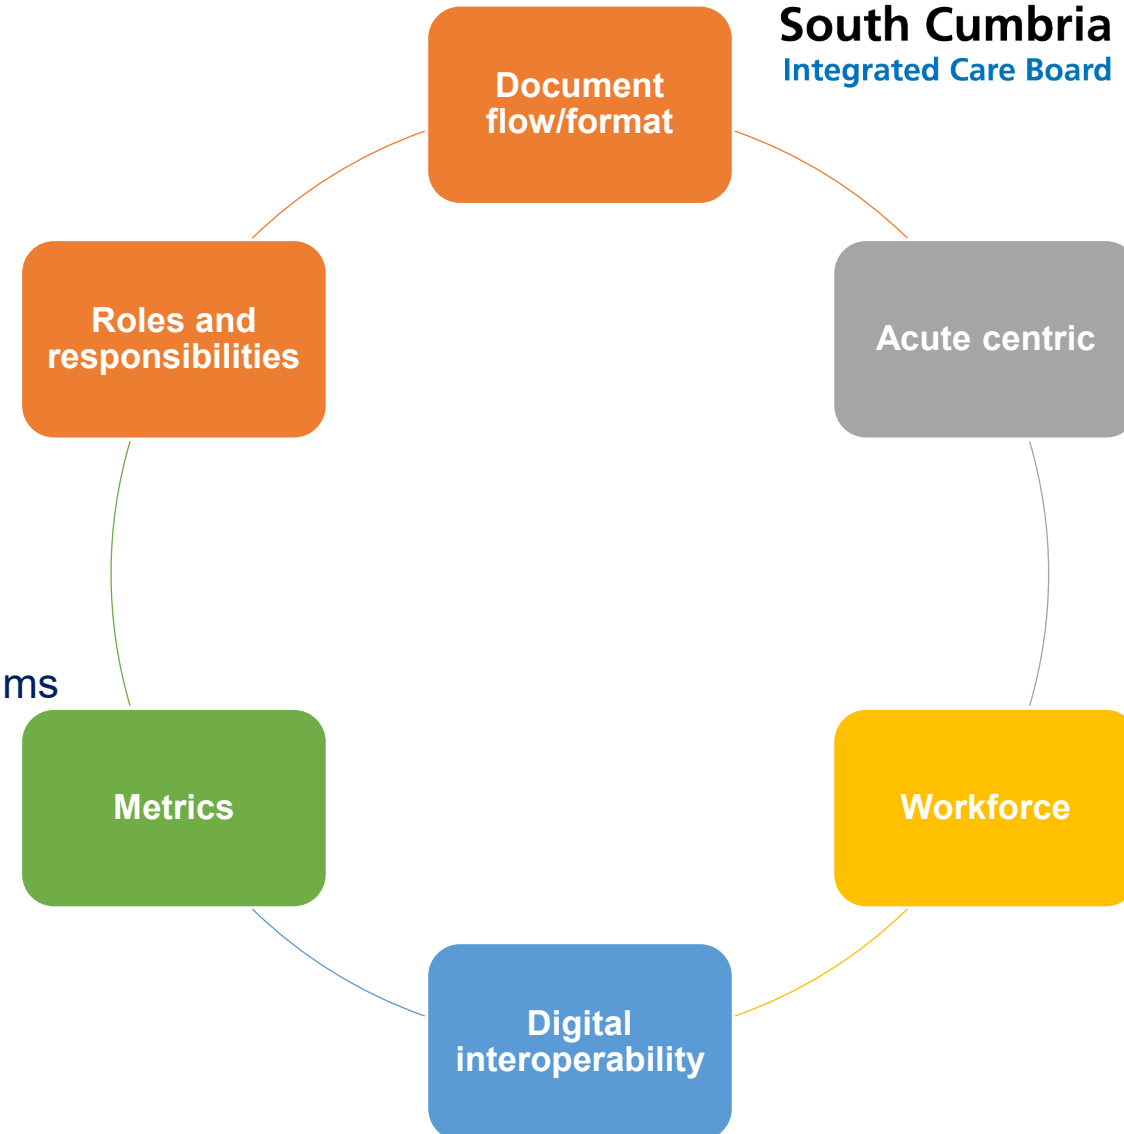 South Cumbria
Integrated Care Board
Document
flow/format
Roles and
responsibilities
Acute centric
ms
Metrics
Workforce
Digital
interoperability